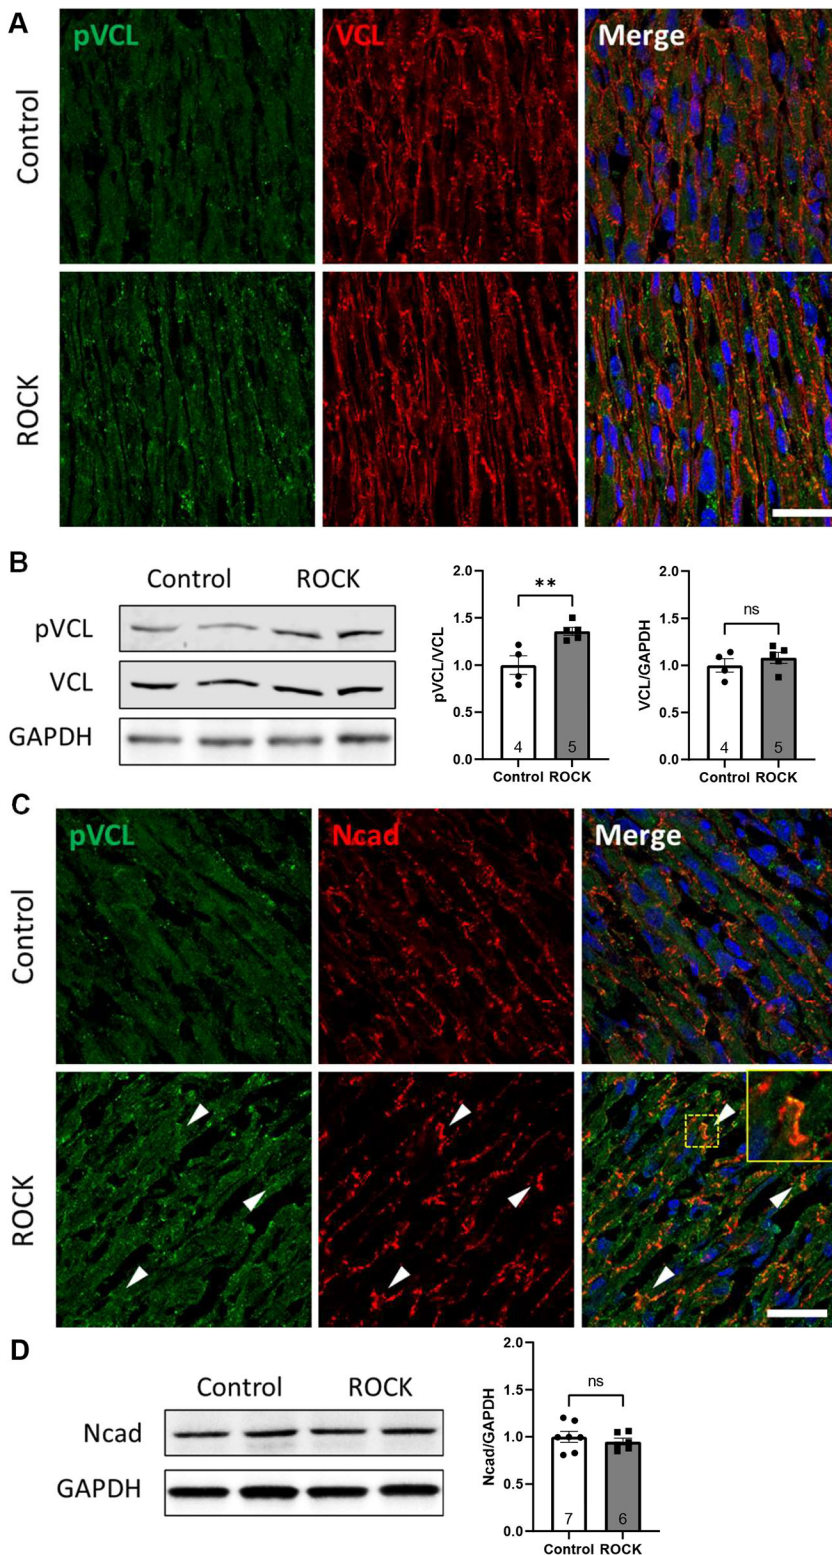 A
pVCL
VCL
Merge
Control
ROCK
B
Control
ROCK
pVCL
VCL
GAPDH
pVCL/VCL
2.0
1.5
1.0
0.5
0.0
**
4
5
Control ROCK
VCL/GAPDH
2.0
1.5
1.0
0.5
0.0
ns
4
5
Control ROCK
C
pVCL
Ncad
Merge
Control
ROCK
D
Control
ROCK
Ncad
GAPDH
Ncad/GAPDH
2.0
1.5
1.0
0.5
0.0
ns
7
6
Control ROCK